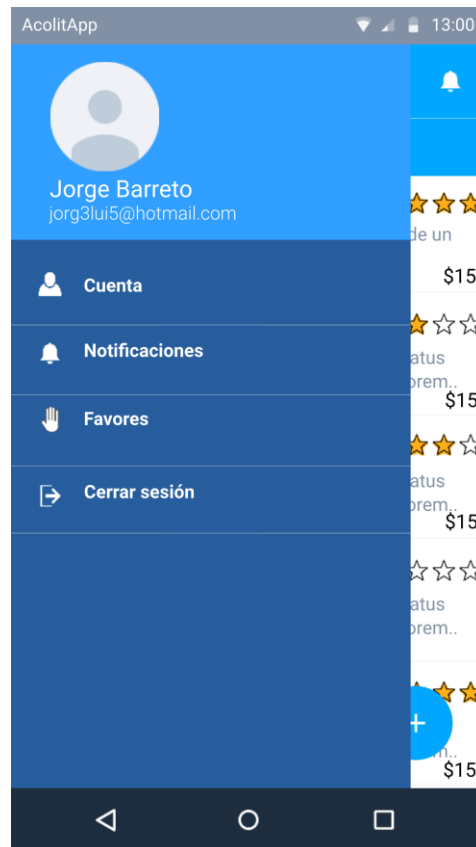 AcolitApp 13:00
Jorge Barreto
jorg3lui5@hotmail.com
Cuenta
Notificaciones
Favores
Cerrar sesión
de un
$15
atus
orem..
$15
atus
orem..
$15
atus
orem..
+
m..
$15